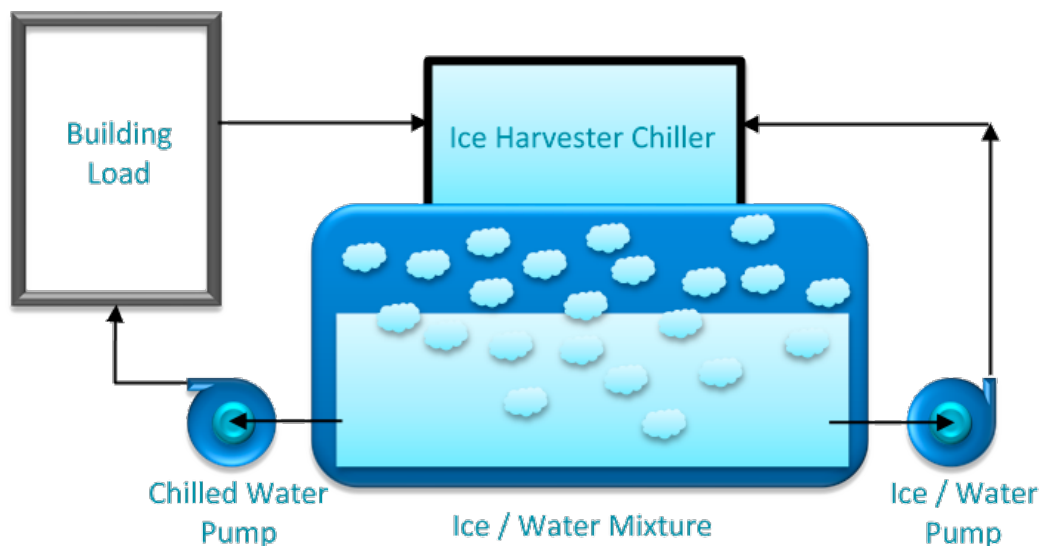 Building
Load
Ice Harvester Chiller
Chilled Water
Pump
Ice / Water Mixture
Ice / Water
Pump